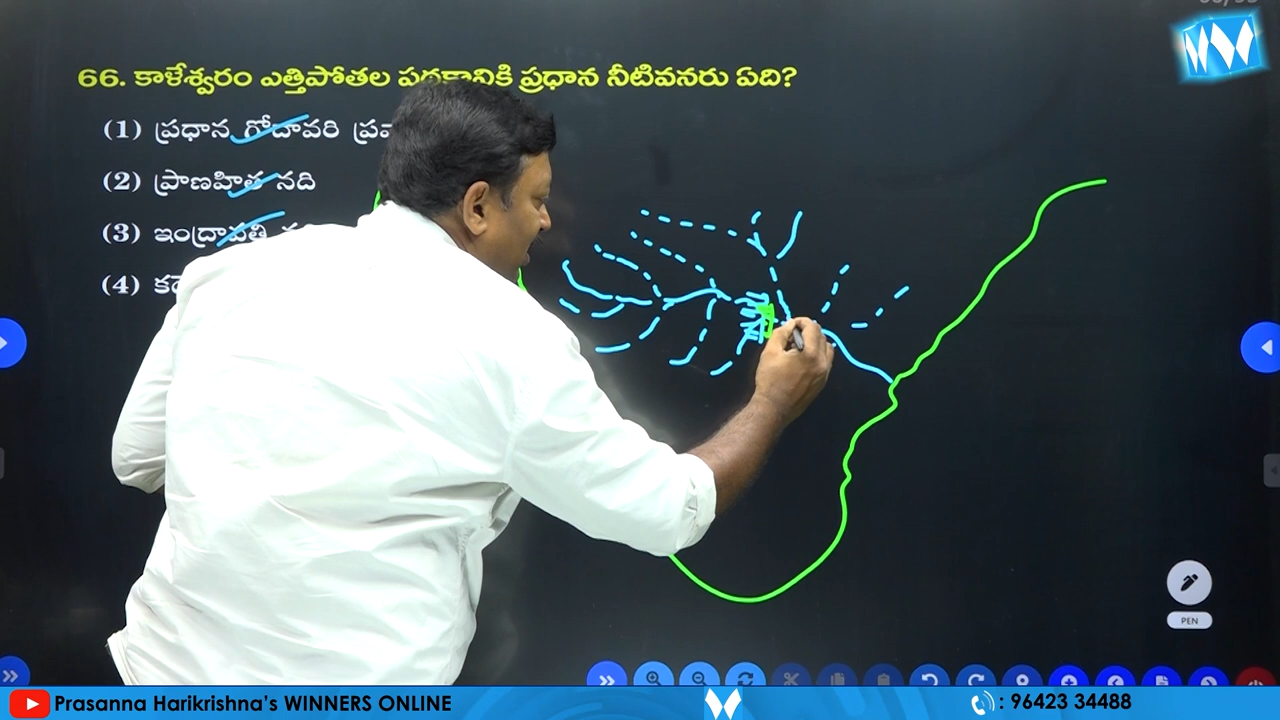 66. కాళేశ్వరం ఎత్తిపోతల పథకానికి ప్రధాన నీటివనరు ఏది?
(1) ప్రధాన గోదావరి
(2) ప్రాణహిత నది
(3) ఇంద్రావతి
(4)
PEN
Prasanna Harikrishna's WINNERS ONLINE
: 96423 34488